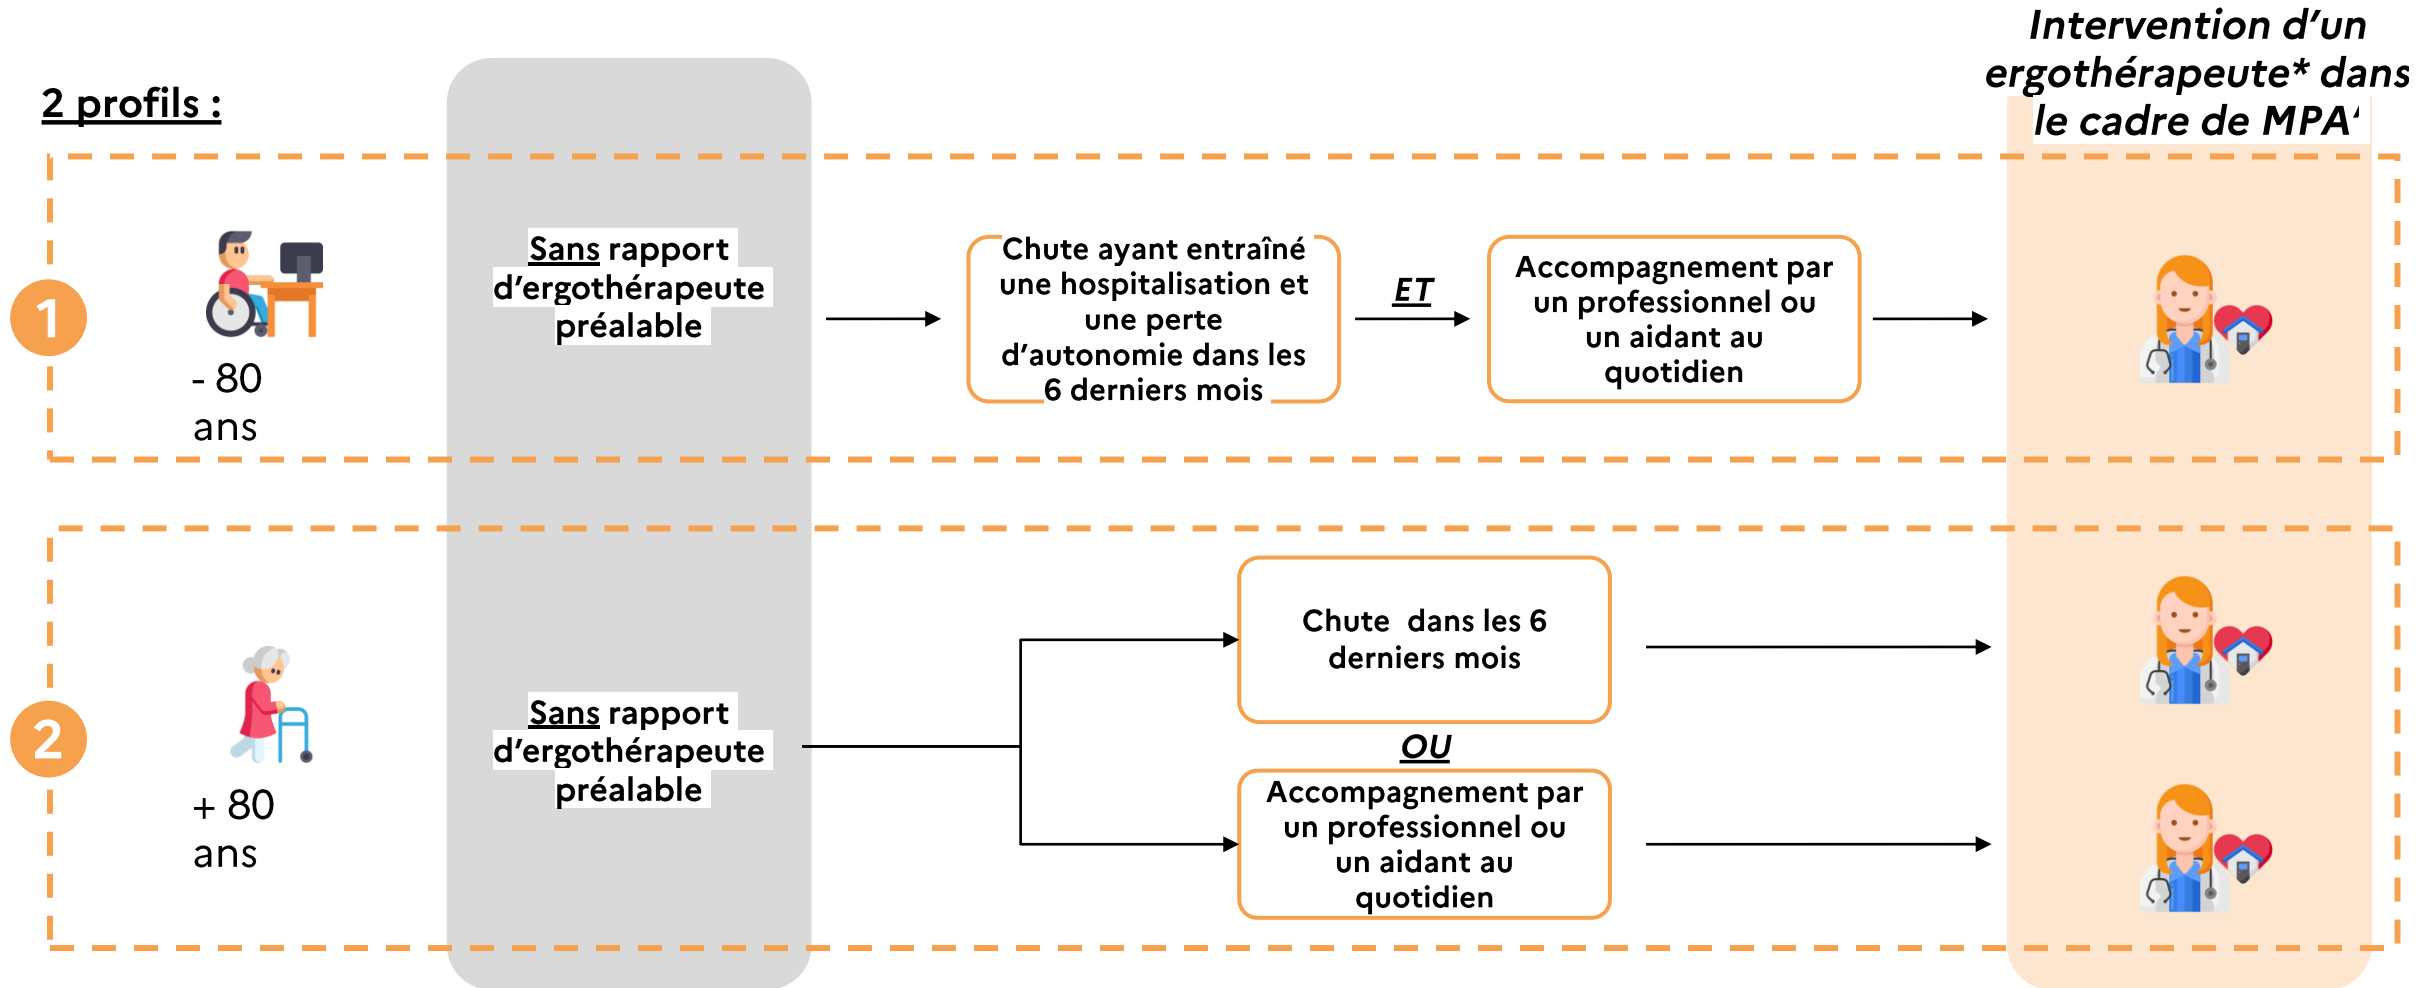 Intervention d’un
ergothérapeute* dans
le cadre de MPA’
2 profils :
1
- 80
ans
Sans rapport
d’ergothérapeute
préalable
Chute ayant entraîné
une hospitalisation et
une perte
d’autonomie dans les
6 derniers mois
ET
Accompagnement par
un professionnel ou
un aidant au
quotidien
2
+ 80
ans
Sans rapport
d’ergothérapeute
préalable
Chute  dans les 6
derniers mois
OU
Accompagnement par
un professionnel ou
un aidant au
quotidien